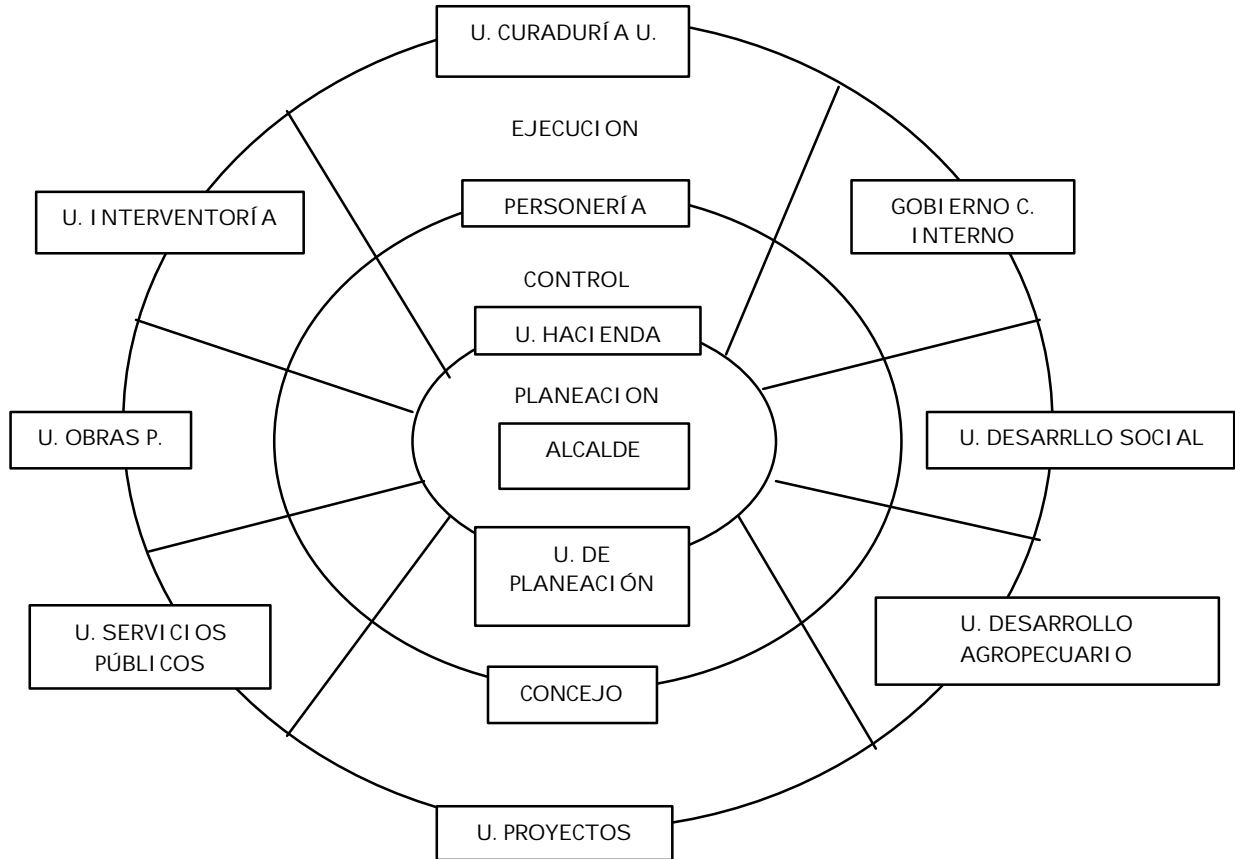 U. CURADURÍA U.
EJECUCION
U. INTERVENTORÍA
PERSONERÍA
GOBIERNO C.
INTERNO
CONTROL
U. HACIENDA
PLANEACION
ALCALDE
U. OBRAS P.
U. DESARRLLO SOCIAL
U. DE
PLANEACIÓN
U. SERVICIOS
PÚBLICOS
U. DESARROLLO
AGROPECUARIO
CONCEJO
U. PROYECTOS